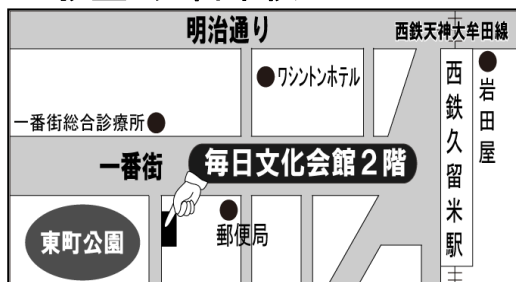 明治通り
西鉄天神大牟田線
ワシントンホテル
西鉄久留米駅
岩田屋
一番街総合診療所
一番街
毎日文化会館2階
東町公園
郵便局